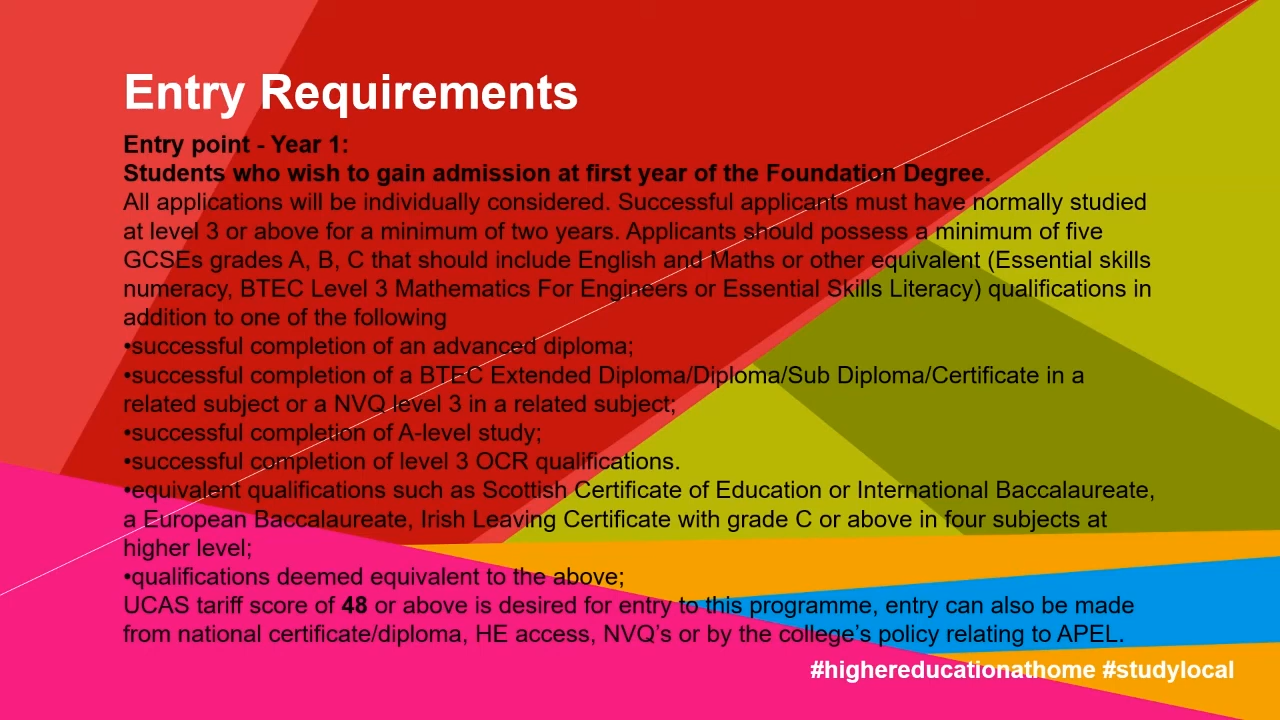 Entry Requirements
Entry point - Year 1:
Students who wish to gain admission at first year of the Foundation Degree.
All applications will be individually considered. Successful applicants must have normally studied
at level 3 or above for a minimum of two years. Applicants should possess a minimum of five
GCSEs grades A, B, C that should include English and Maths or other equivalent (Essential skills
numeracy, BTEC Level 3 Mathematics For Engineers or Essential Skills Literacy) qualifications in
addition to one of the following
•successful completion of an advanced diploma;
•successful completion of a BTEC Extended Diploma/Diploma/Sub Diploma/Certificate in a
related subject or a NVQ level 3 in a related subject;
•successful completion of A-level study;
•successful completion of level 3 OCR qualifications.
•equivalent qualifications such as Scottish Certificate of Education or International Baccalaureate,
a European Baccalaureate, Irish Leaving Certificate with grade C or above in four subjects at
higher level;
•qualifications deemed equivalent to the above;
UCAS tariff score of 48 or above is desired for entry to this programme, entry can also be made
from national certificate/diploma, HE access, NVQ’s or by the college’s policy relating to APEL.
#highereducationathome #studylocal